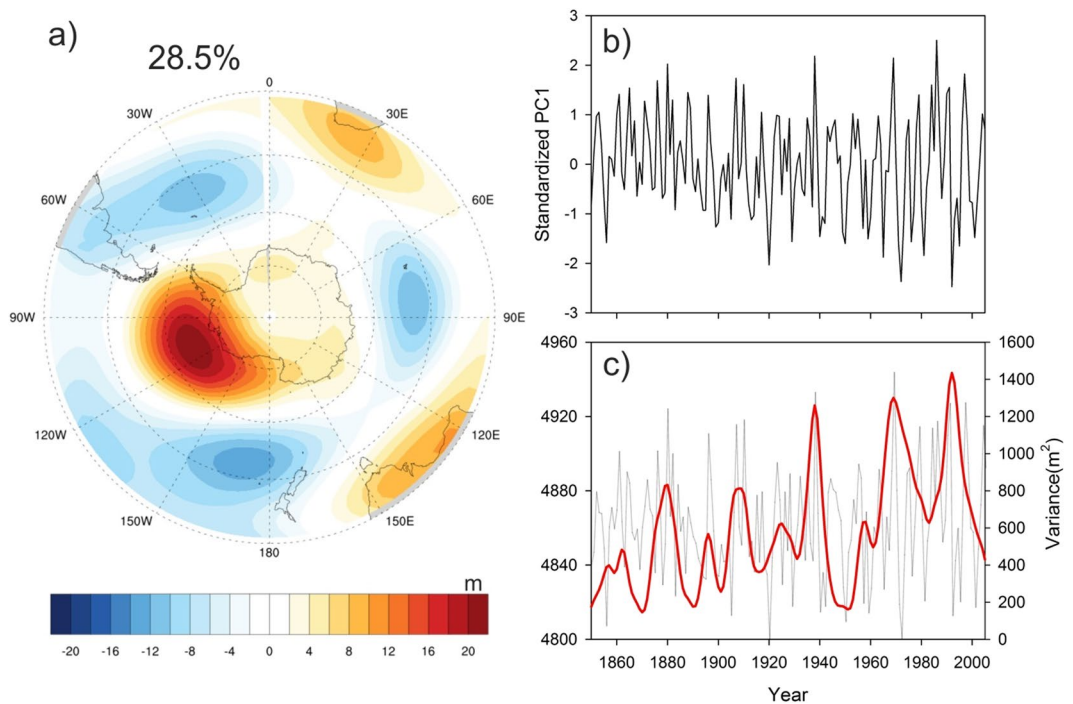 a)
28.5%
0
30W
30E
60W
60E
90W
90E
120W
120E
150W
150E
180
m
-20 -16 -12 -8 -4 0 4 8 12 16 20
b)
Standardized PC1
3
2
1
0
-1
-2
-3
c)
4960
4920
4880
4840
4800
1600
1400
1200
1000
800
600
400
200
0
Variance(m²)
1860 1880 1900 1920 1940 1960 1980 2000
Year